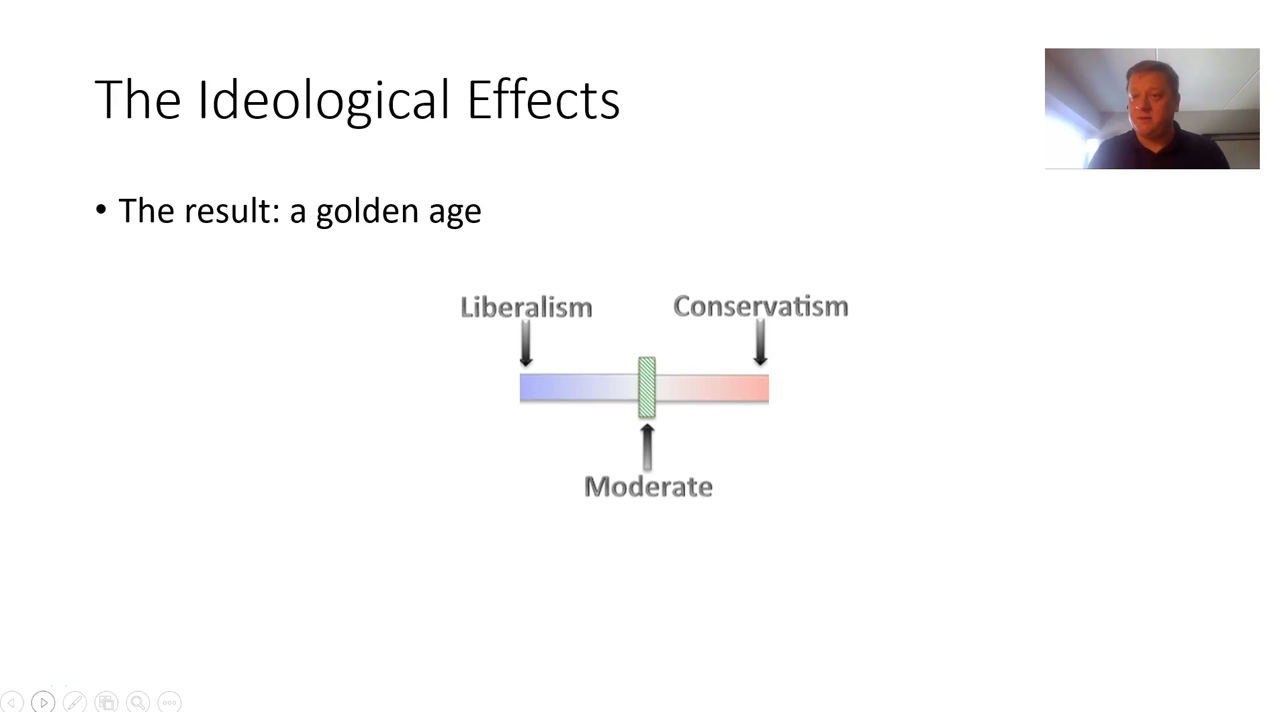 The Ideological Effects
• The result: a golden age
Liberalism
Conservatism
Moderate